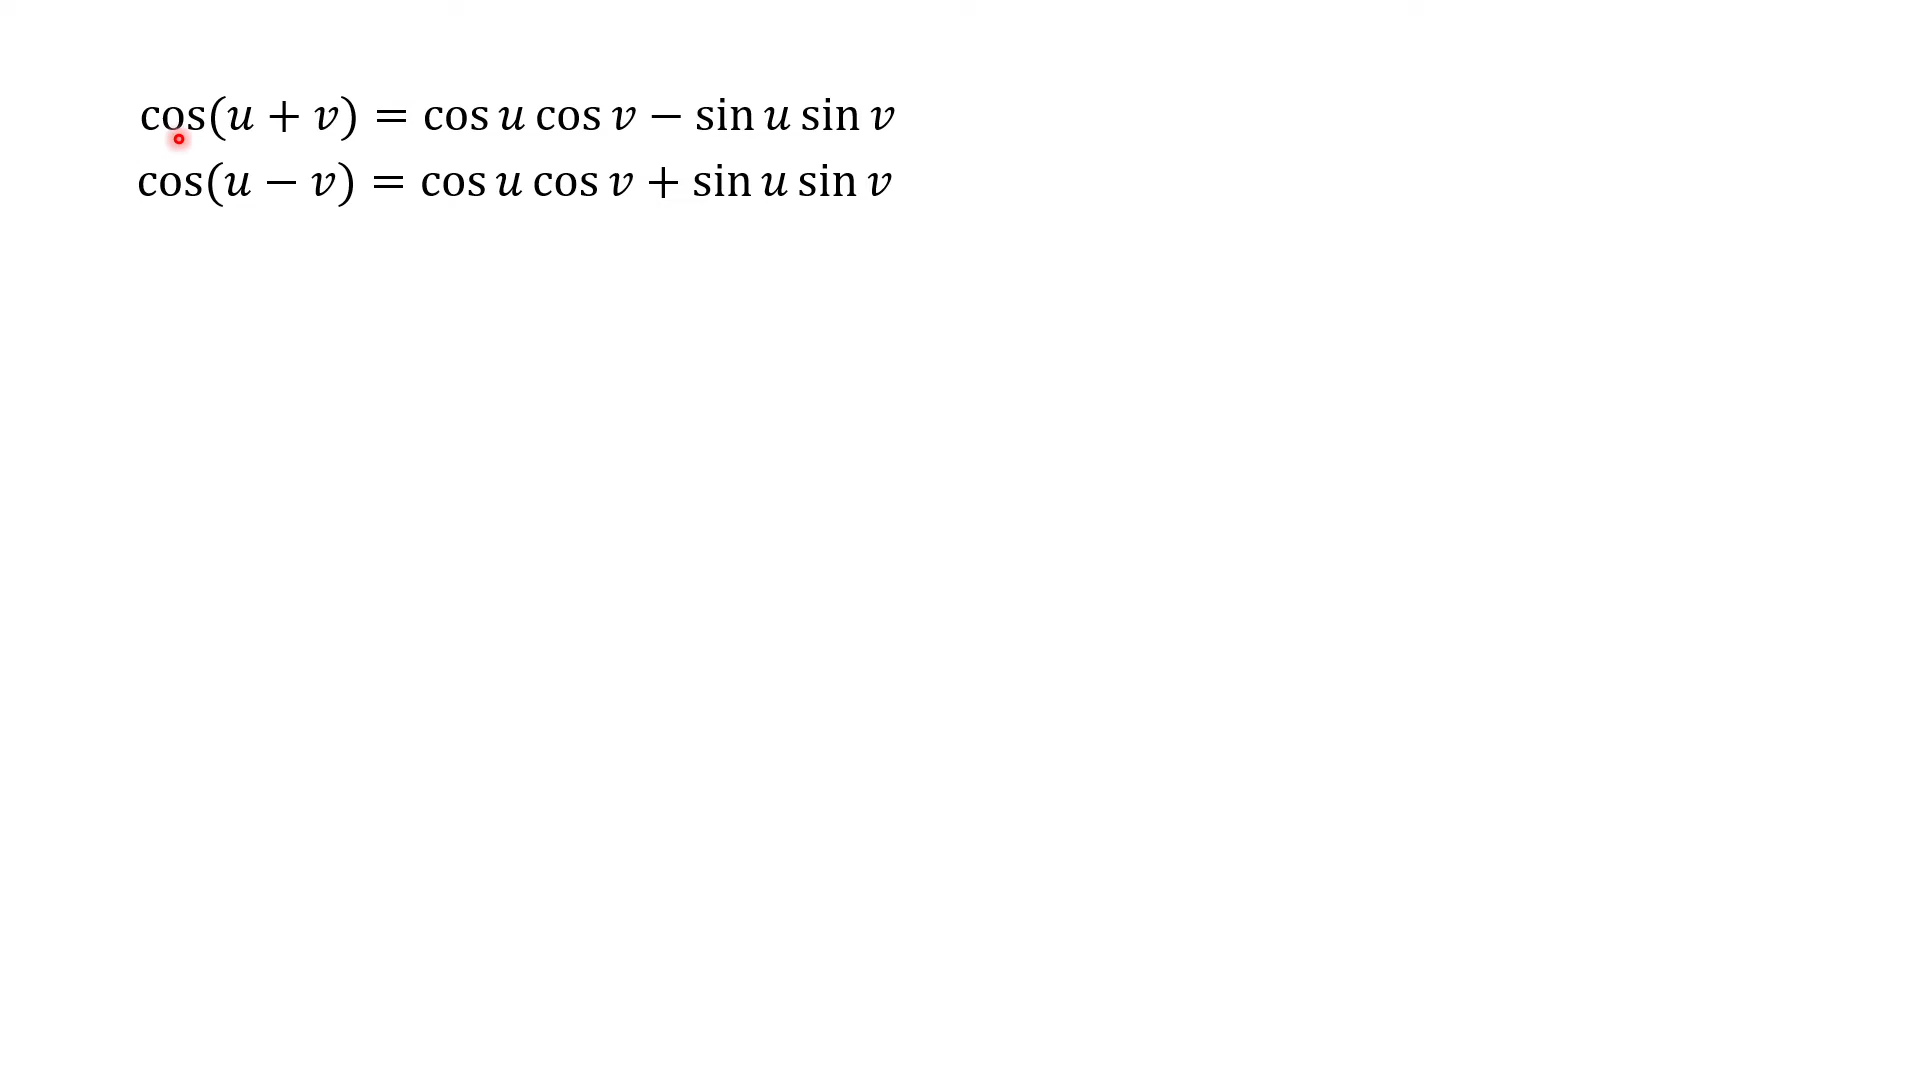 cos(u + v) = cos u cos v − sin u sin v
cos(u − v) = cos u cos v + sin u sin v